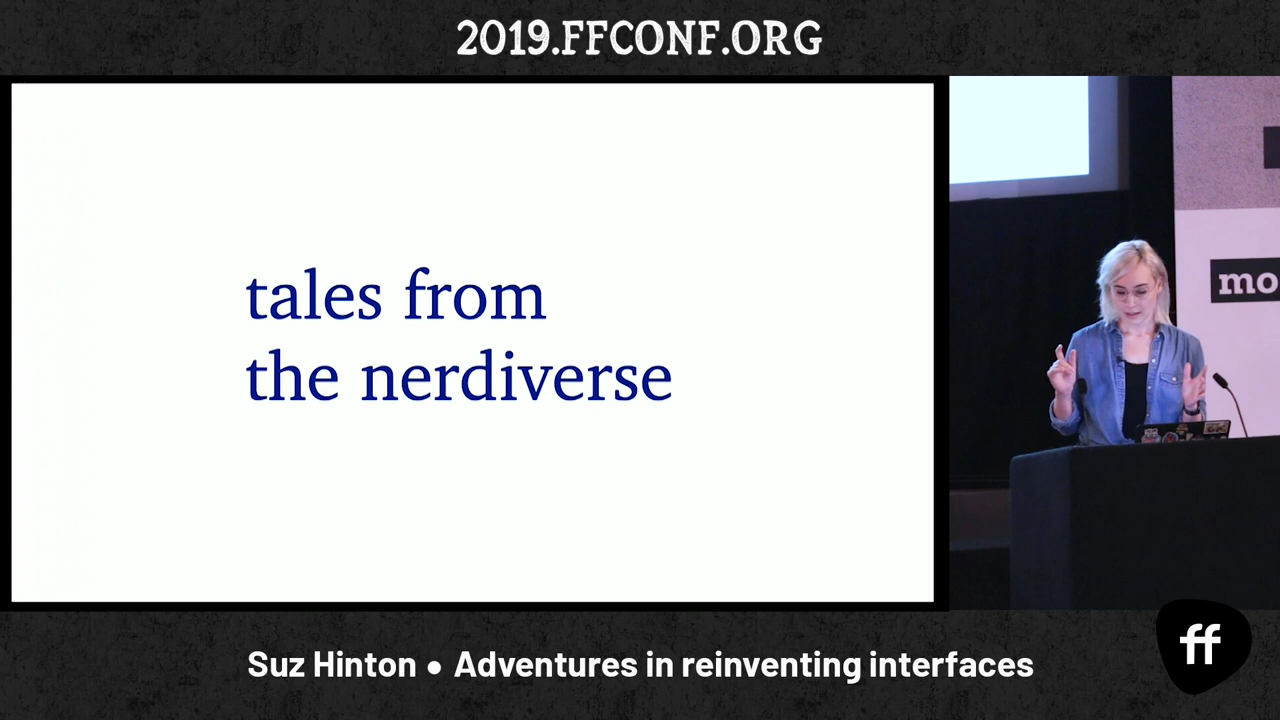 2019.FFCONF.ORG
tales from
the nerdiverse
mo
Suz Hinton • Adventures in reinventing interfaces
ff